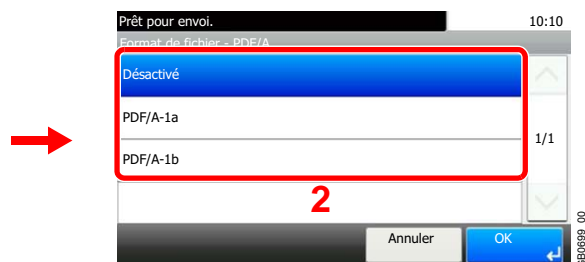 Prêt pour envoi. 10:10
Format de fichier - PDF/A
Désactivé
PDF/A-1a
1/1
PDF/A-1b
2
Annuler OK